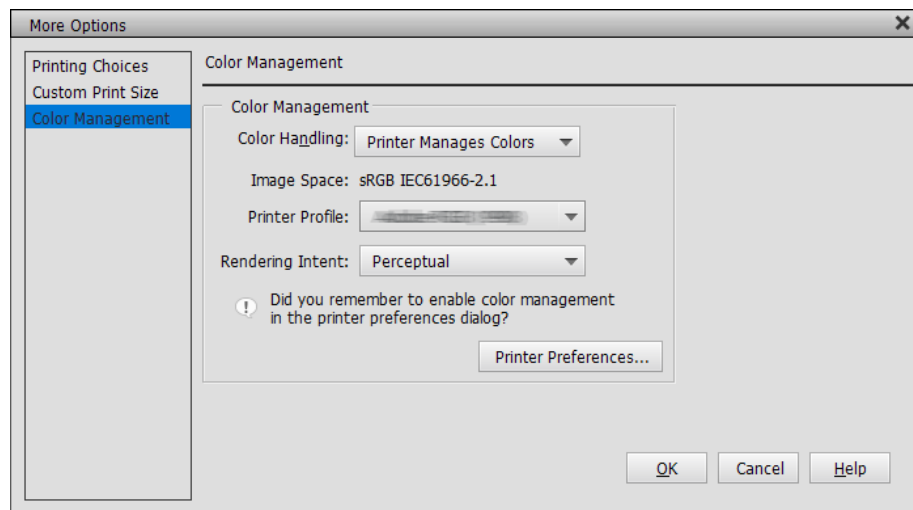 More Options
Printing Choices
Custom Print Size
Color Management
Color Management
Color Management
Color Handling: Printer Manages Colors
Image Space: sRGB IEC61966-2.1
Printer Profile:
Rendering Intent: Perceptual
Did you remember to enable color management
in the printer preferences dialog?
Printer Preferences...
OK Cancel Help